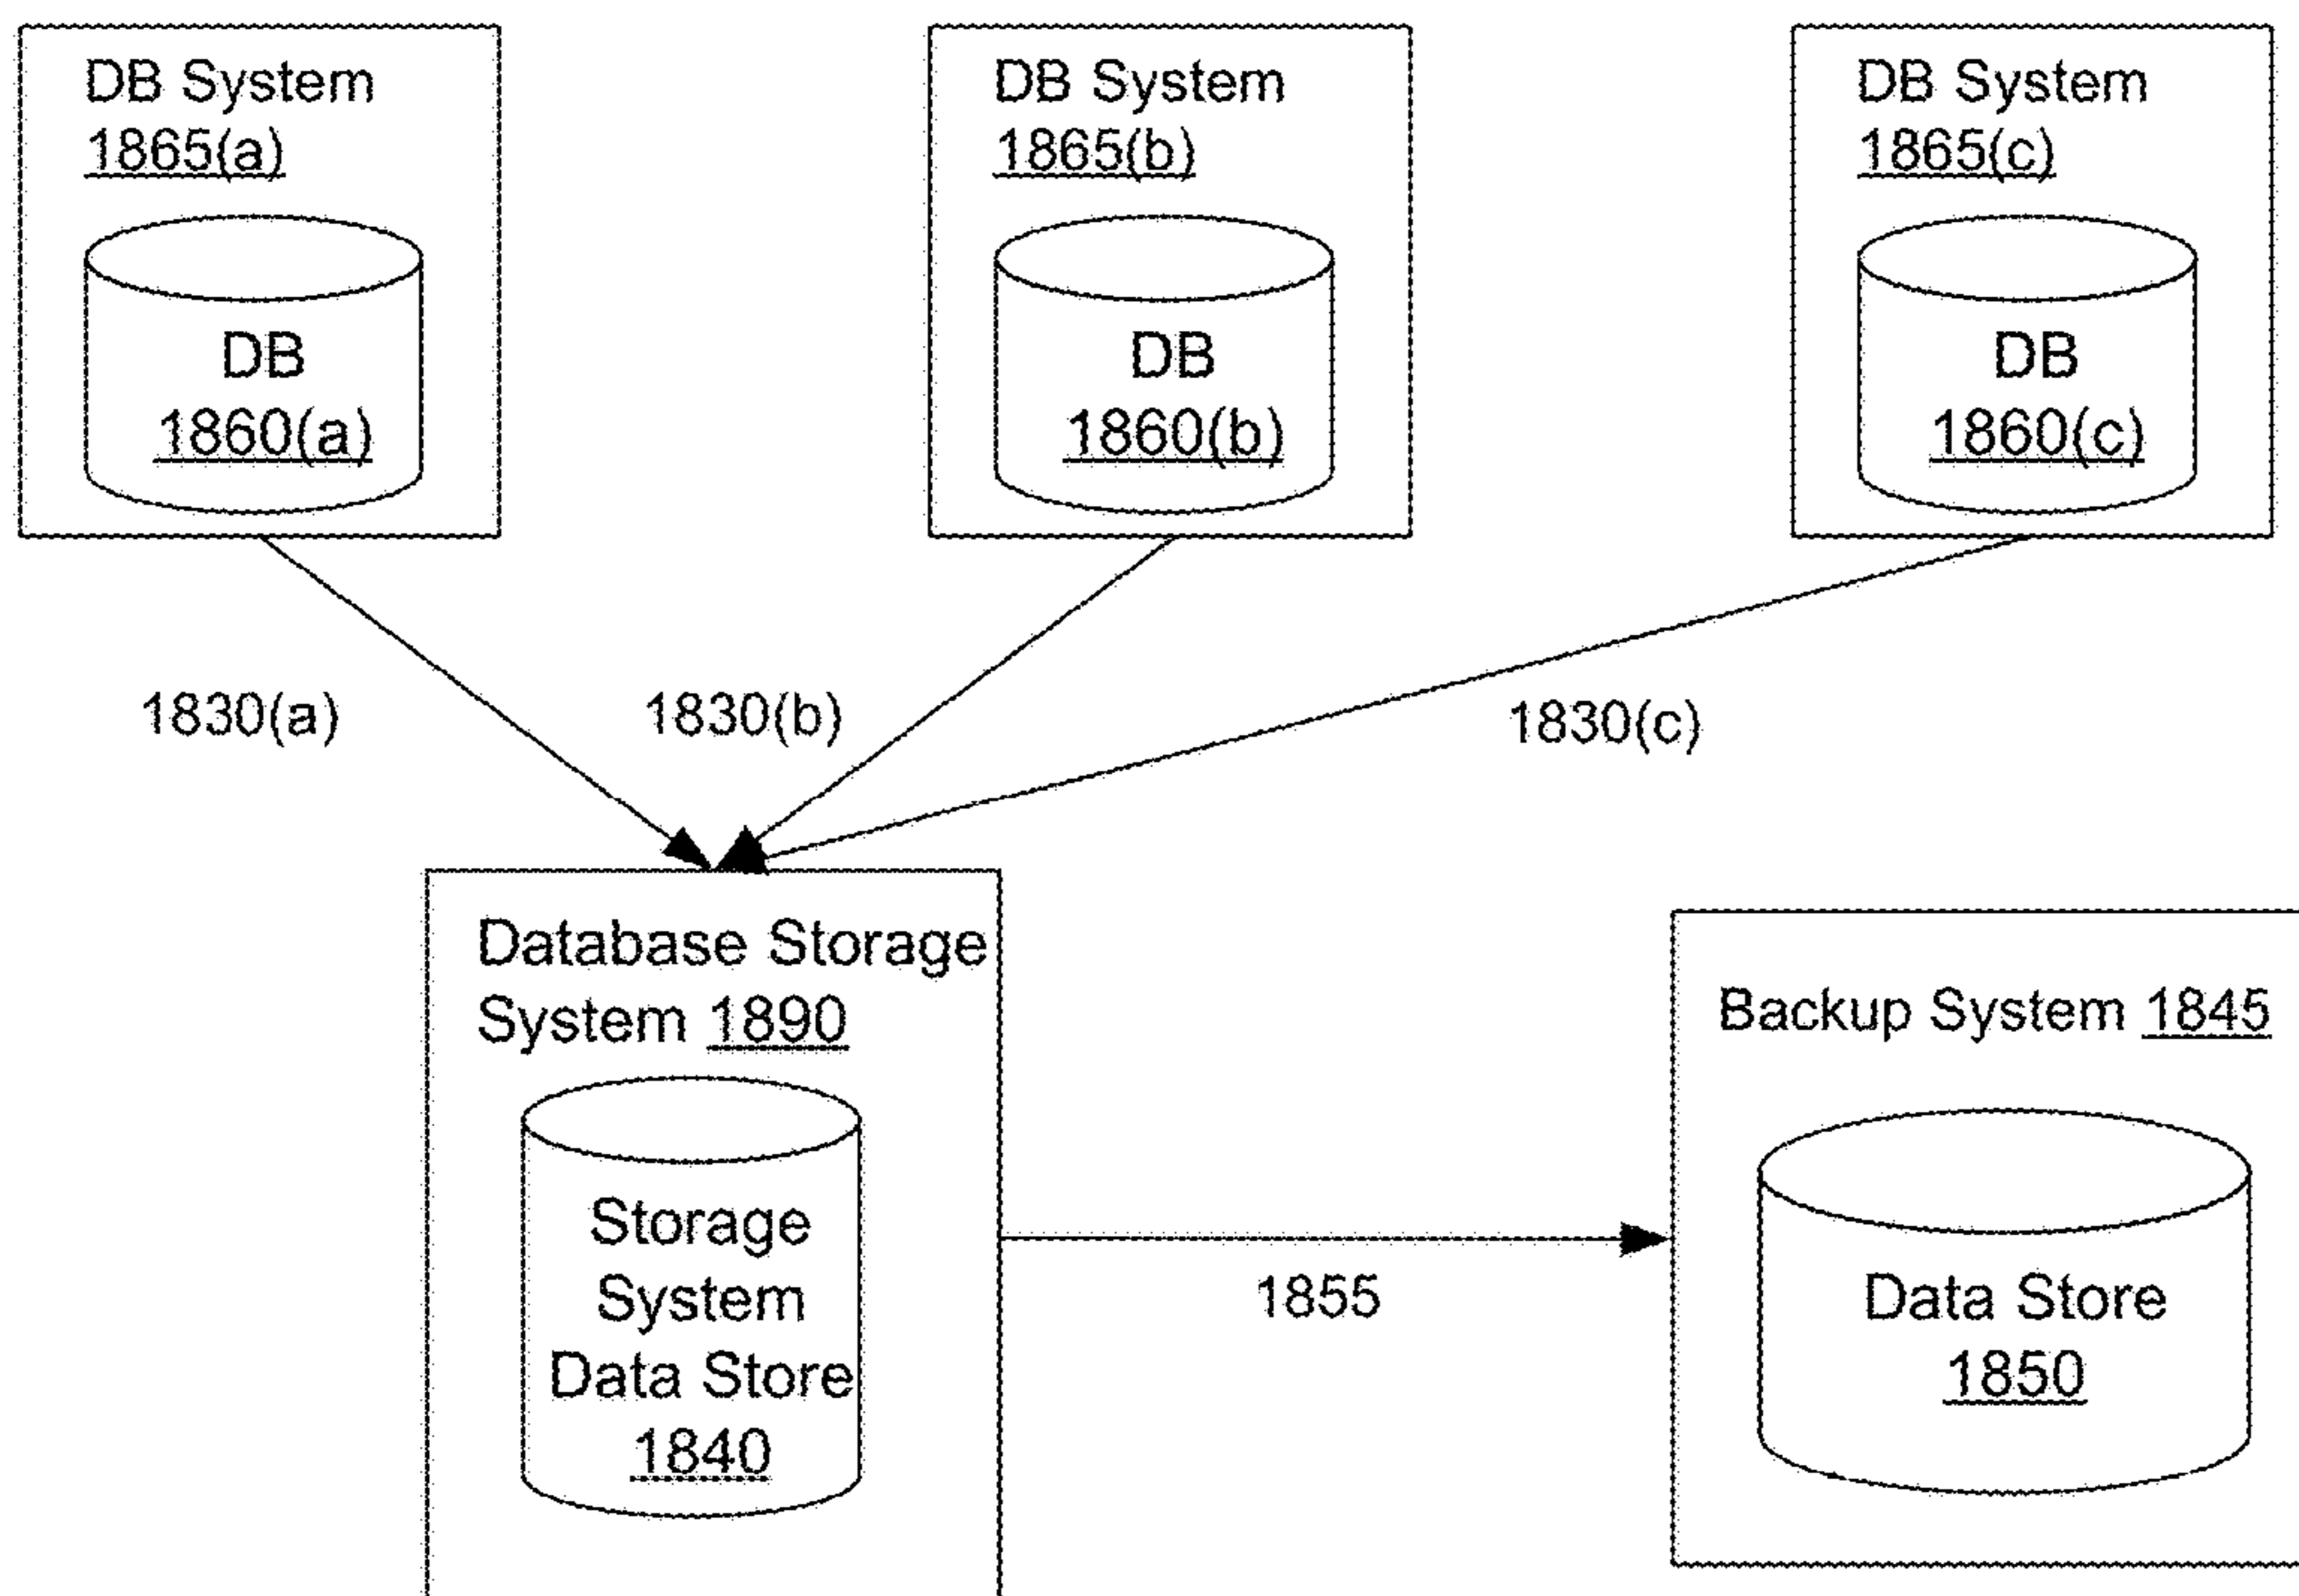 DB System
1865(a)
DB
1860(a)
DB System
1865(b)
DB
1860(b)
DB System
1865(c)
DB
1860(c)
1830(a)
1830(b)
1830(c)
Database Storage
System 1890
Storage
System
Data Store
1840
1855
Backup System 1845
Data Store
1850